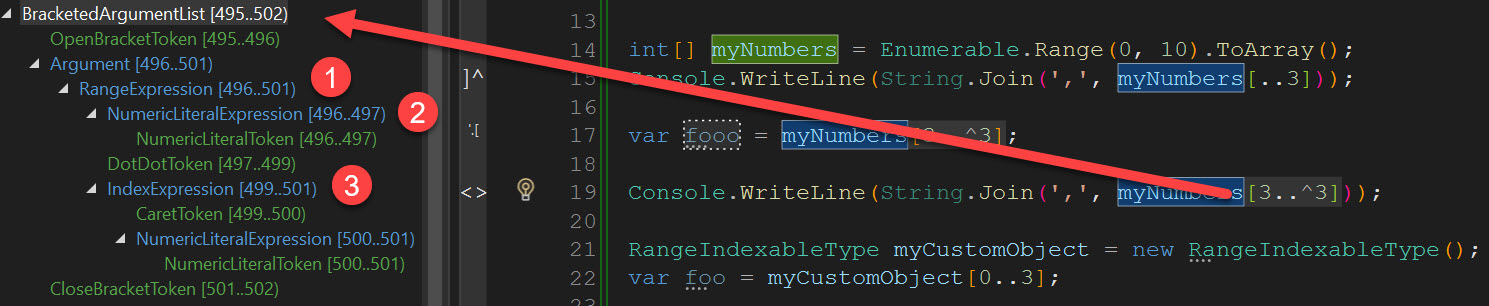 BracketedArgumentList [495..502)
OpenBracketToken [495..496)
Argument [496..501)
1
RangeExpression [496..501)
NumericLiteralExpression [496..497)
2
NumericLiteralToken [496..497)
DotDotToken [497..499)
IndexExpression [499..501)
3
CaretToken [499..500)
NumericLiteralExpression [500..501)
NumericLiteralToken [500..501)
CloseBracketToken [501..502)
]^
'.[
<>
13
14 int[] myNumbers = Enumerable.Range(0, 10).ToArray();
15 Console.WriteLine(String.Join(',', myNumbers[..3]));
16
17 var fooo = myNumbers[3..^3];
18
19 Console.WriteLine(String.Join(',', myNumbers[3..^3]));
20
21 RangeIndexableType myCustomObject = new RangeIndexableType();
22 var foo = myCustomObject[0..3];
23